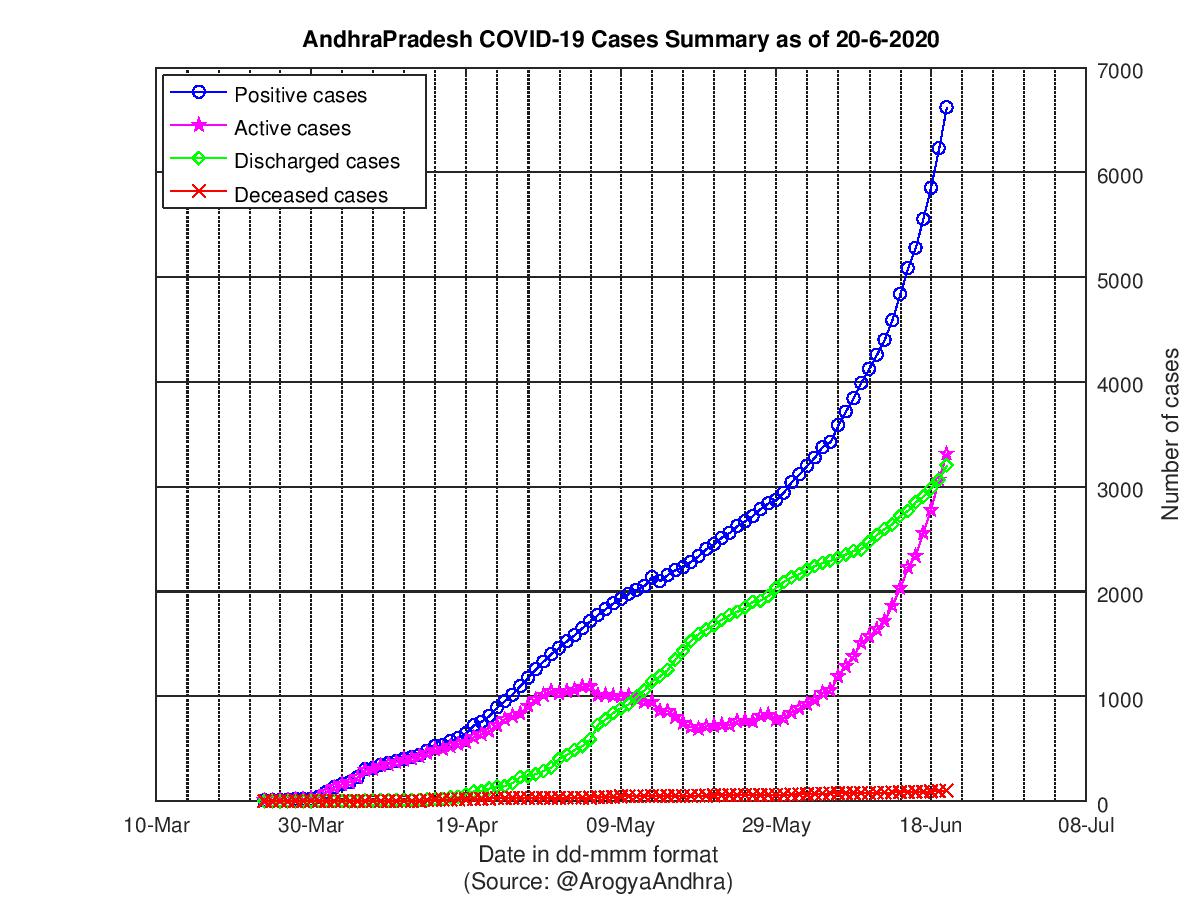 AndhraPradesh COVID-19 Cases Summary as of 20-6-2020
Positive cases
Active cases
Discharged cases
Deceased cases
7000
6000
5000
4000
3000
2000
1000
0
Number of cases
10-Mar 30-Mar 19-Apr 09-May 29-May 18-Jun 08-Jul
Date in dd-mmm format
(Source: @ArogyaAndhra)